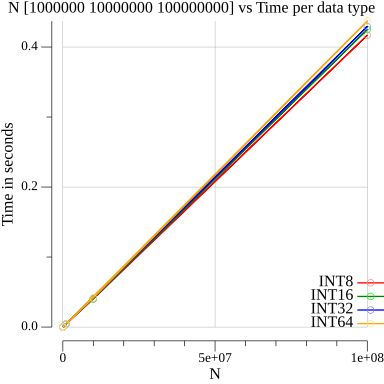 N [1000000 10000000 100000000] vs Time per data type
0.4
0.2
0.0
Time in seconds
0
5e+07
1e+08
N
INT8
INT16
INT32
INT64